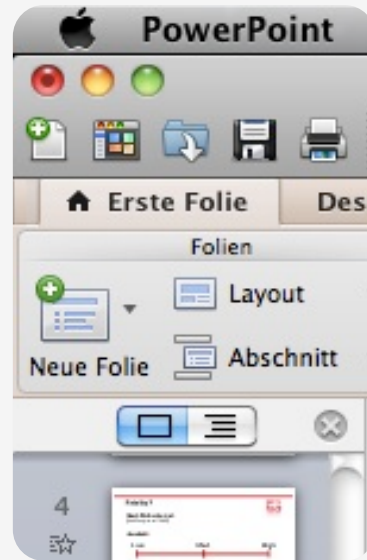 PowerPoint
Erste Folie Des
Folien
Layout
Neue Folie
Abschnitt
4